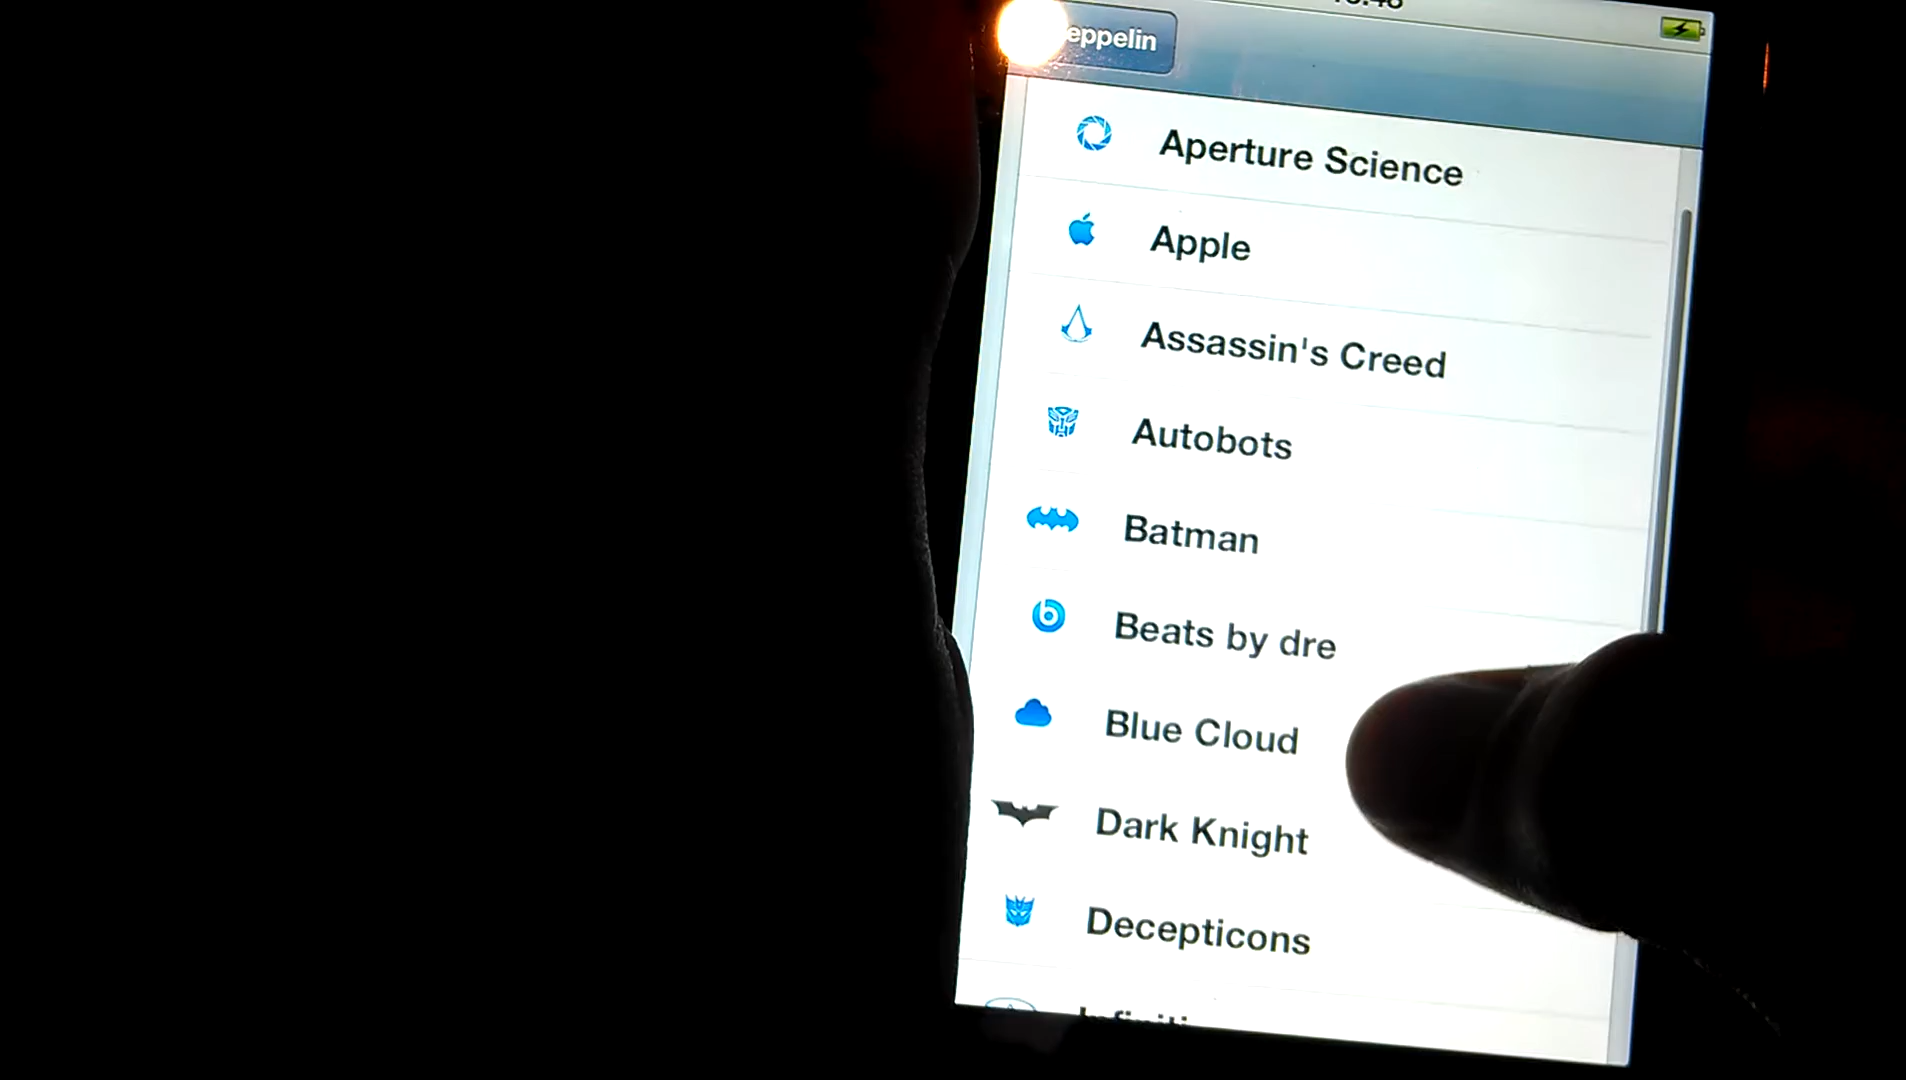 eppelin
Aperture Science
Apple
Assassin's Creed
Autobots
Batman
Beats by dre
Blue Cloud
Dark Knight
Decepticons